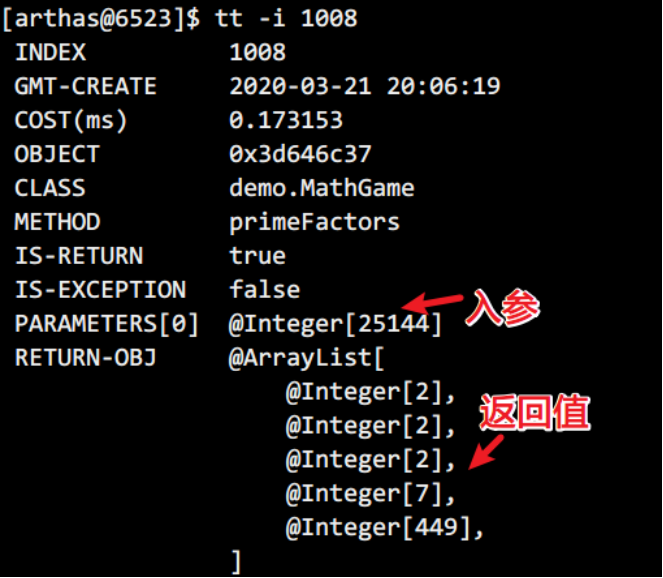 [arthas@6523]$ tt -i 1008
INDEX 1008
GMT-CREATE 2020-03-21 20:06:19
COST(ms) 0.173153
OBJECT 0x3d646c37
CLASS demo.MathGame
METHOD primeFactors
IS-RETURN true
IS-EXCEPTION false
PARAMETERS[0] @Integer[25144]
入参
RETURN-OBJ @ArrayList[
@Integer[2],
@Integer[2],
返回值
@Integer[2],
@Integer[7],
@Integer[449],
]